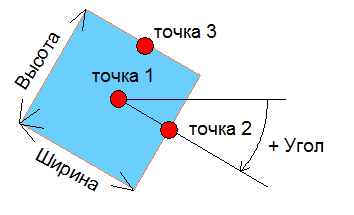 точка 3
Высота
точка 1
точка 2
+ Угол
Ширина